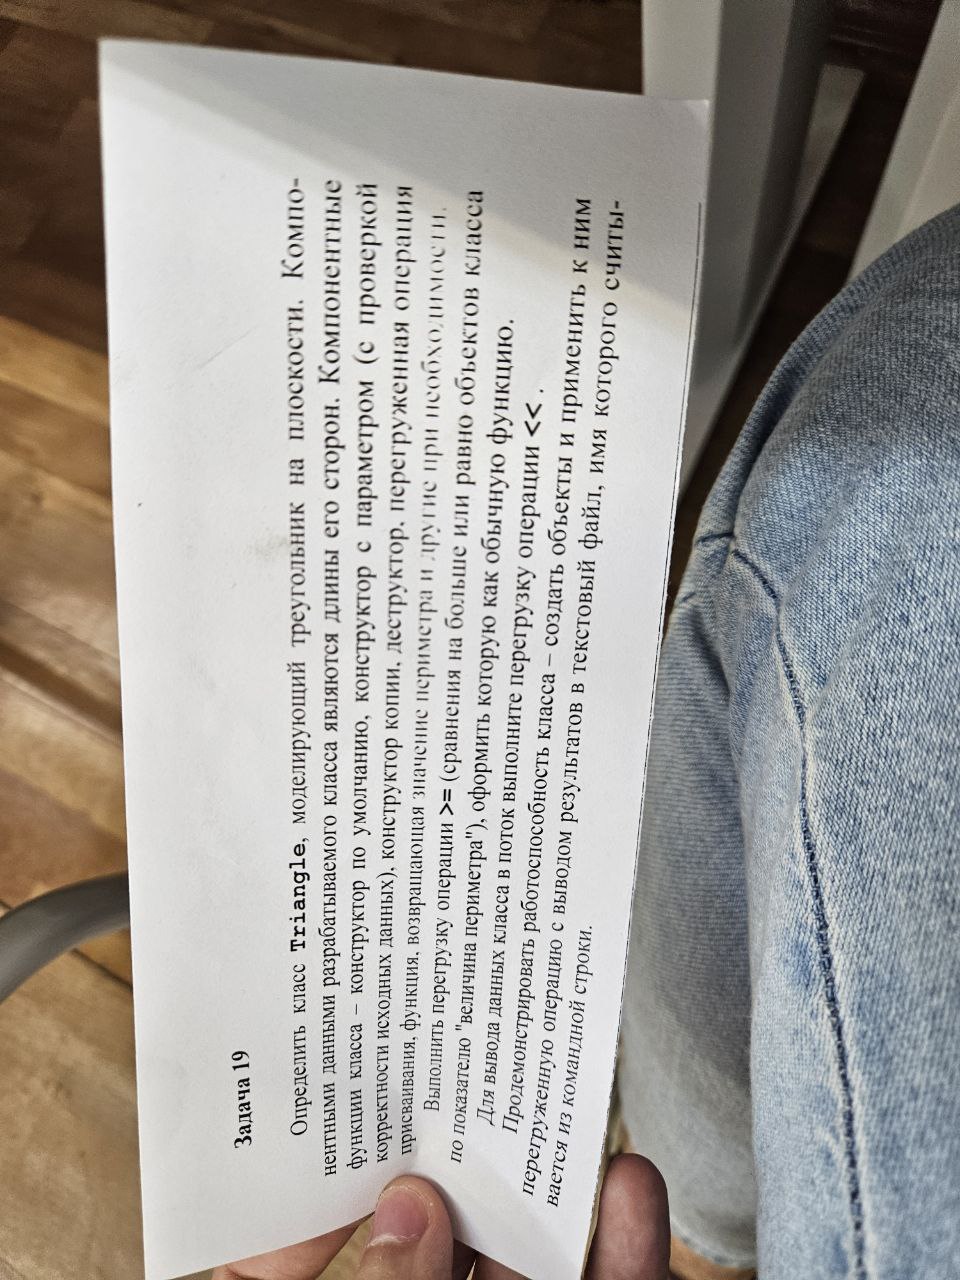 Задача 19
Определить класс Triangle, моделирующий треугольник на плоскости. Компо-
нентными данными разрабатываемого класса являются длины его сторон. Компонентные
функции класса – конструктор по умолчанию, конструктор с параметром (с проверкой
корректности исходных данных), конструктор копии, деструктор, перегруженная операция
присваивания, функция, возвращающая значение периметра и другие при необходимости.
Выполнить перегрузку операции >= (сравнения на больше или равно объектов класса
по показателю "величина периметра"), оформить которую как обычную функцию.
Для вывода данных класса в поток выполните перегрузку операции << .
Продемонстрировать работоспособность класса – создать объекты и применить к ним
перегруженную операцию с выводом результатов в текстовый файл, имя которого считы-
вается из командной строки.